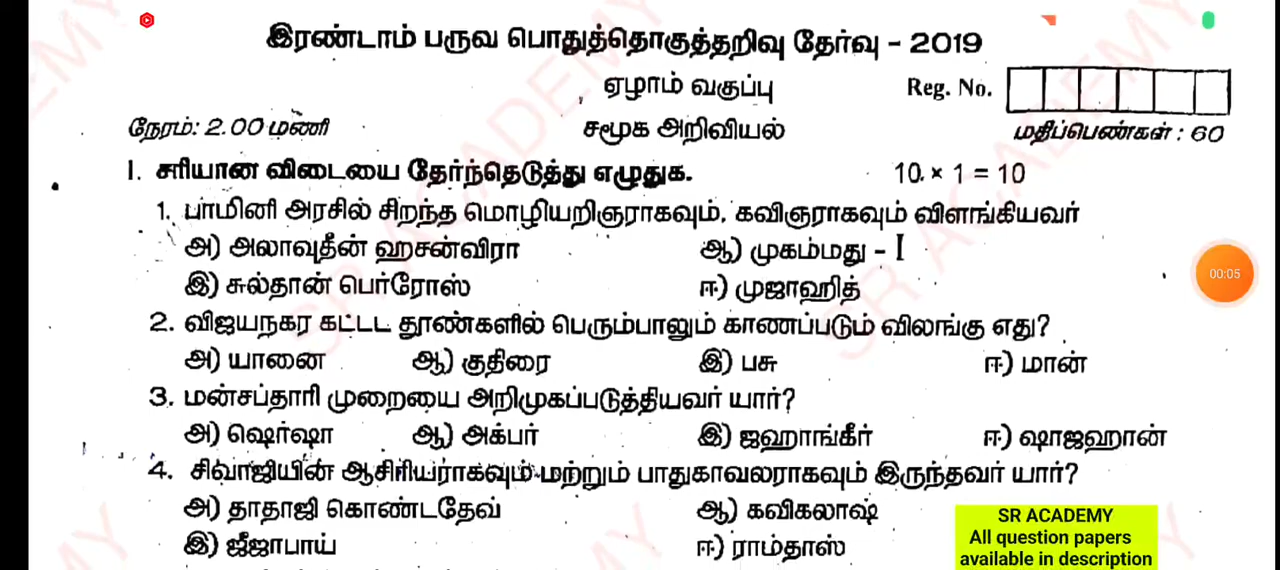 இரண்டாம் பருவ பொதுத்தொகுத்தறிவு தேர்வு - 2019
ஏழாம் வகுப்பு
Reg. No.
நேரம்: 2.00 மணி
சமூக அறிவியல்
மதிப்பெண்கள் : 60
I. சரியான விடையை தேர்ந்தெடுத்து எழுதுக. 10 × 1 = 10
1. பாமினி அரசில் சிறந்த மொழியறிஞராகவும், கவிஞராகவும் விளங்கியவர்
அ) அலாவுதீன் ஹசன்விரா ஆ) முகம்மது - I
இ) சுல்தான் பெர்ரோஸ் ஈ) முஜாஹித்
2. விஜயநகர கட்டட தூண்களில் பெரும்பாலும் காணப்படும் விலங்கு எது?
அ) யானை ஆ) குதிரை இ) பசு ஈ) மான்
3. மன்சப்தாரி முறையை அறிமுகப்படுத்தியவர் யார்?
அ) ஷெர்ஷா ஆ) அக்பர் இ) ஜஹாங்கீர் ஈ) ஷாஜஹான்
4. சிவாஜியின் ஆசிரியராகவும் மற்றும் பாதுகாவலராகவும் இருந்தவர் யார்?
அ) தாதாஜி கொண்டதேவ் ஆ) கவிகலாஷ்
இ) ஜீஜாபாய் ஈ) ராம்தாஸ்
00:05
SR ACADEMY
All question papers
available in description
SR ACADEMY
SR ACADEMY